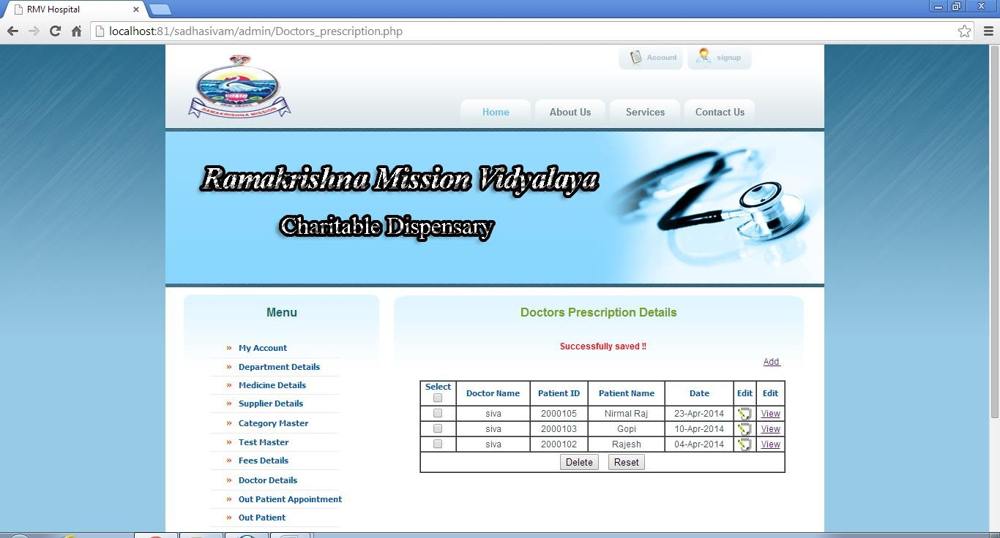 RMV Hospital
localhost:81/sadhasivam/admin/Doctors_prescription.php
Account signup
RAMAKRISHNA MISSION
Home About Us Services Contact Us
Ramakrishna Mission Vidyalaya
Charitable Dispensary
Menu
» My Account
» Department Details
» Medicine Details
» Supplier Details
» Category Master
» Test Master
» Fees Details
» Doctor Details
» Out Patient Appointment
» Out Patient
Doctors Prescription Details
Successfully saved !!
Add
Select Doctor Name Patient ID Patient Name Date Edit Edit
siva 2000105 Nirmal Raj 23-Apr-2014 View
siva 2000103 Gopi 10-Apr-2014 View
siva 2000102 Rajesh 04-Apr-2014 View
Delete Reset